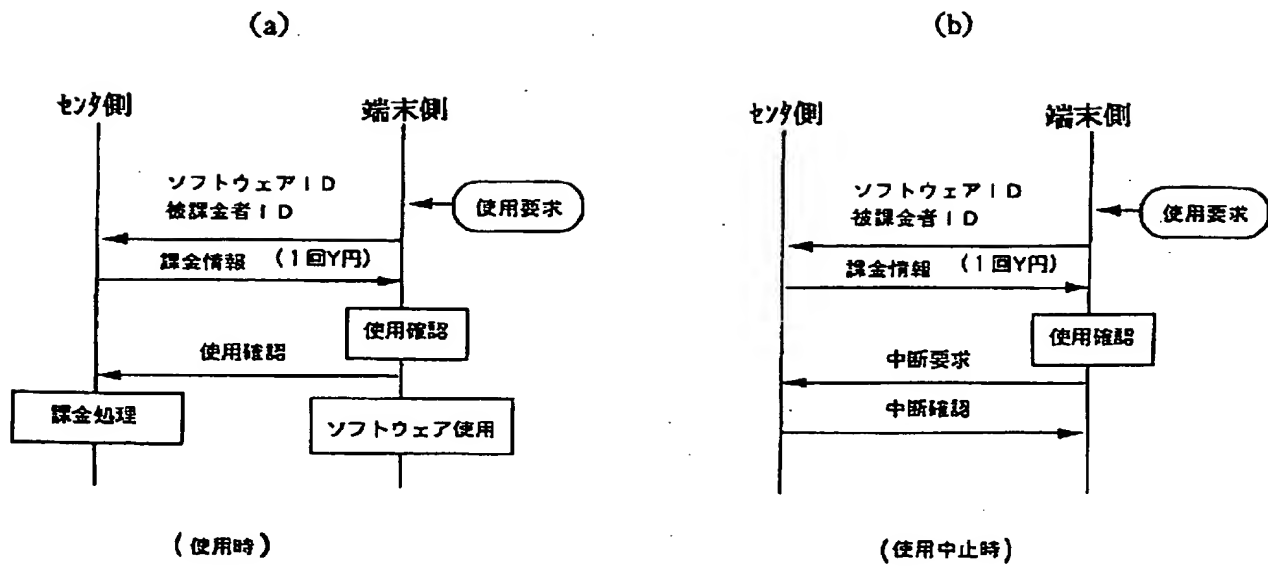 (a)
センタ側
端末側
ソフトウェアID
被課金者ID
使用要求
課金情報 (1回Y円)
使用確認
使用確認
課金処理
ソフトウェア使用
(使用時)
(b)
センタ側
端末側
ソフトウェアID
被課金者ID
使用要求
課金情報 (1回Y円)
使用確認
中断要求
中断確認
(使用中止時)